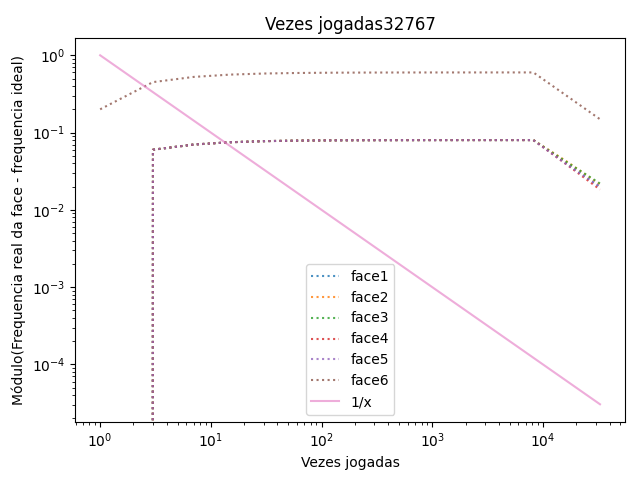 Vezes jogadas32767
Módulo(Frequencia real da face - frequencia ideal)
10⁰
10⁻¹
10⁻²
10⁻³
10⁻⁴
face1
face2
face3
face4
face5
face6
1/x
10⁰ 10¹ 10² 10³ 10⁴
Vezes jogadas